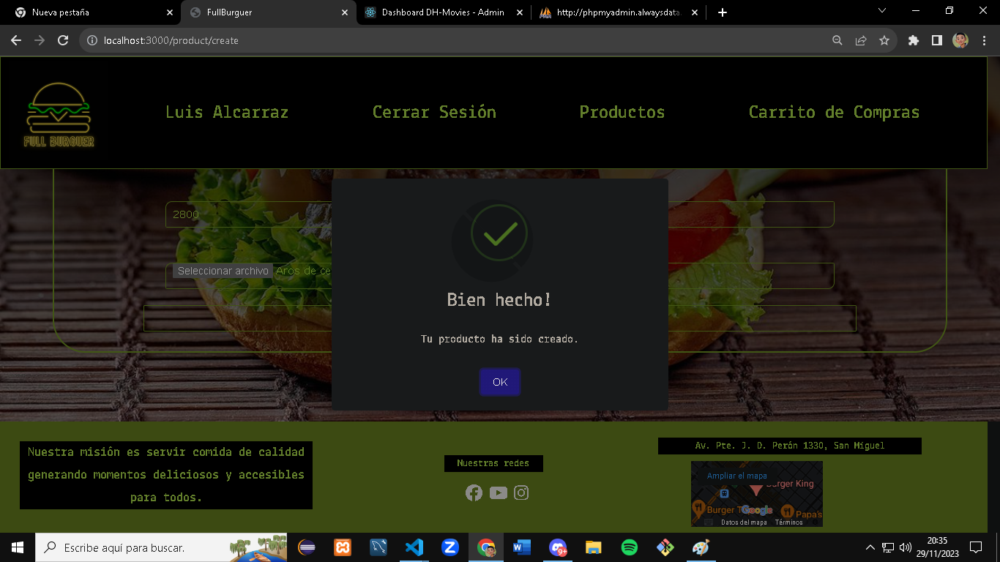 Nueva pestaña
FullBurguer
Dashboard DH-Movies - Admin
http://phpmyadmin.alwaysdata.
localhost:3000/product/create
FULL BURGUER
Luis Alcarraz
Cerrar Sesión
Productos
Carrito de Compras
2800
Seleccionar archivo Aros de ce
Bien hecho!
Tu producto ha sido creado.
OK
Nuestra misión es servir comida de calidad
generando momentos deliciosos y accesibles
para todos.
Nuestras redes
Av. Pte. J. D. Perón 1330, San Miguel
Ampliar el mapa
Burger King
Burger T
Google
Papa's
Datos del mapa
Términos
Escribe aquí para buscar.
9+
20:35
29/11/2023